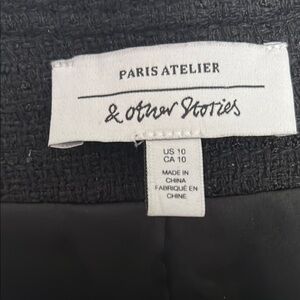 PARIS ATELIER
& Other Stories
US 10
CA 10
MADE IN
CHINA
FABRIQUÉ EN
CHINE